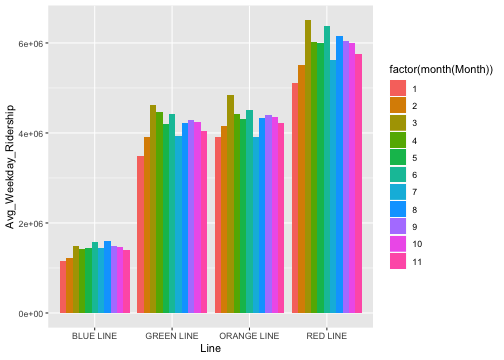 factor(month(Month))
1
2
3
4
5
6
7
8
9
10
11
6e+06
4e+06
2e+06
0e+00
Avg_Weekday_Ridership
BLUE LINE GREEN LINE ORANGE LINE RED LINE
Line